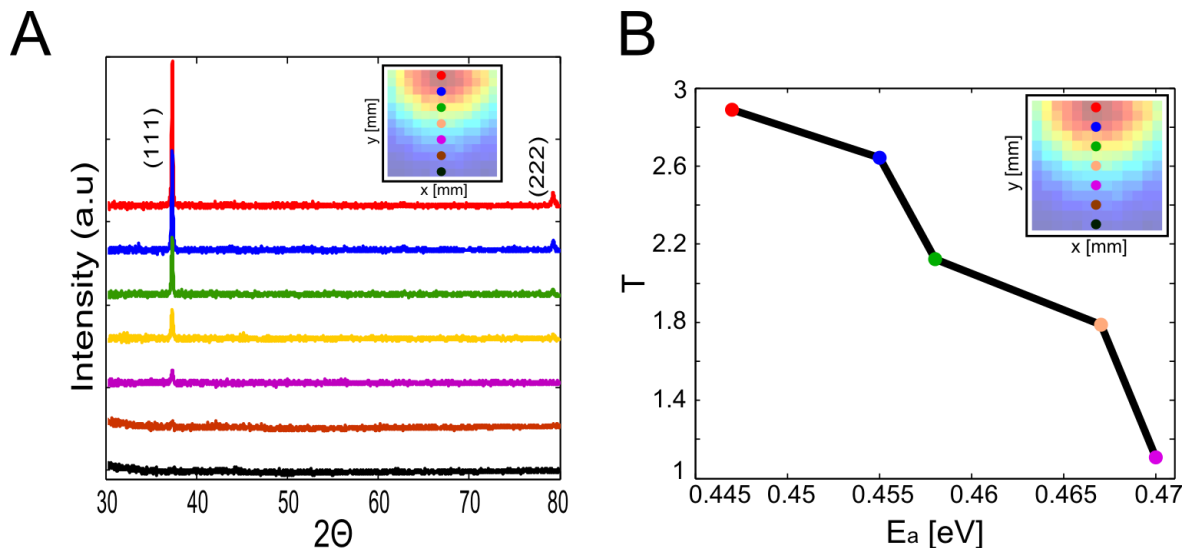 A
Intensity (a.u)
(111)
(222)
y [mm]
x [mm]
30 40 50 60 70 80
2Θ
B
T
3
2.6
2.2
1.8
1.4
1
y [mm]
x [mm]
0.445 0.45 0.455 0.46 0.465 0.47
Ea [eV]